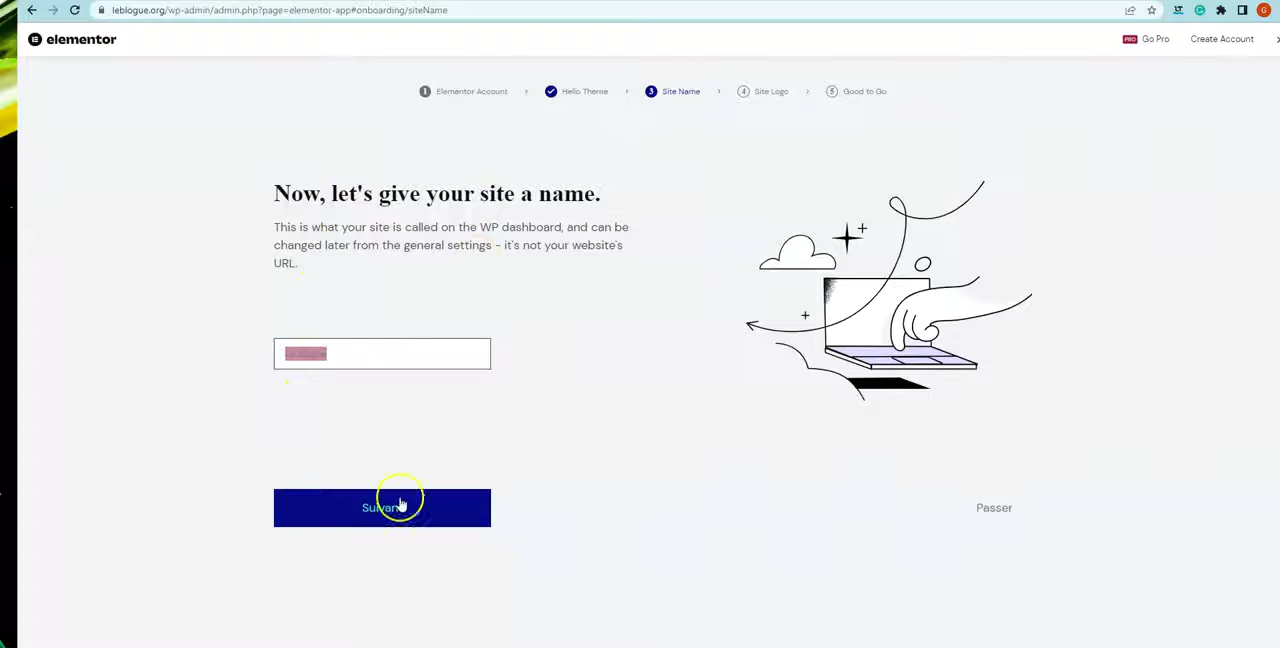 leblogue.org/wp-admin/admin.php?page=elementor-app#onboarding/siteName
elementor
PRO Go Pro Create Account
1 Elementor Account > Hello Theme > 3 Site Name > 4 Site Logo > 5 Good to Go
Now, let's give your site a name.
This is what your site is called on the WP dashboard, and can be
changed later from the general settings - it's not your website's
URL.
Suivant
Passer